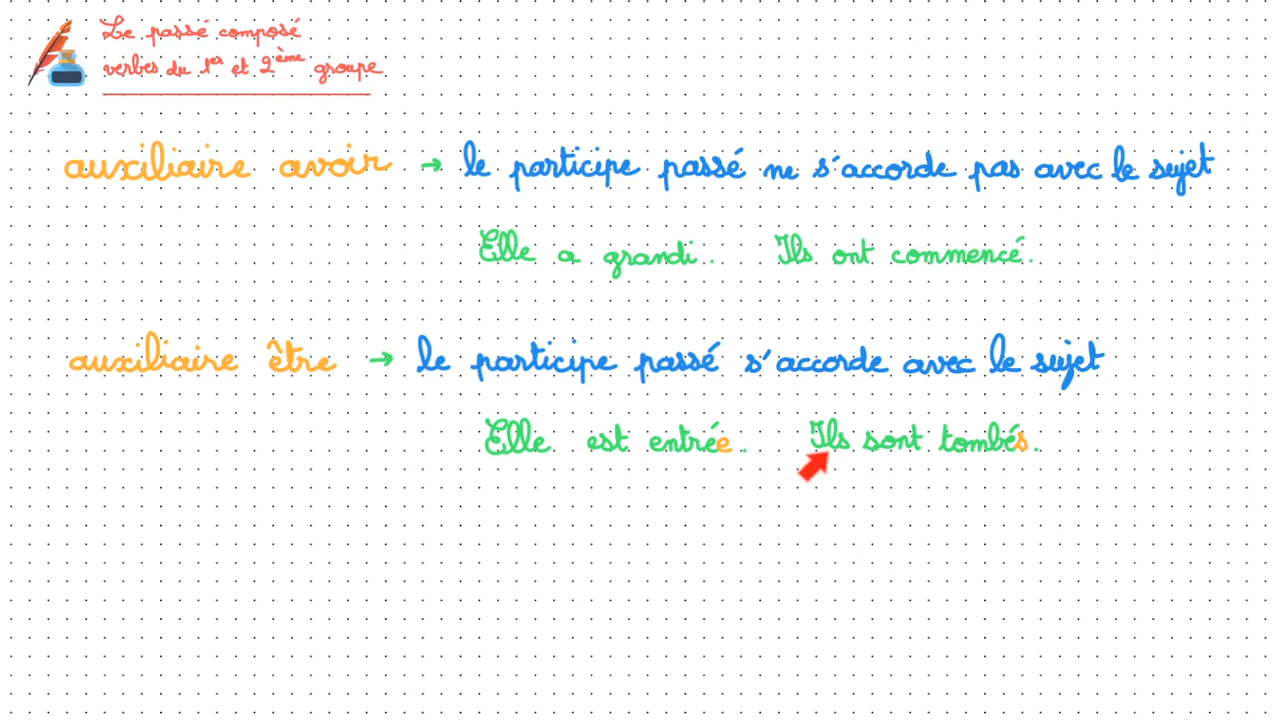 Le passé composé
verbes du 1er et 2ème groupe
auxiliaire avoir → le participe passé ne s'accorde pas avec le sujet
Elle a grandi. Ils ont commencé.
auxiliaire être → le participe passé s'accorde avec le sujet
Elle est entrée. Ils sont tombés.